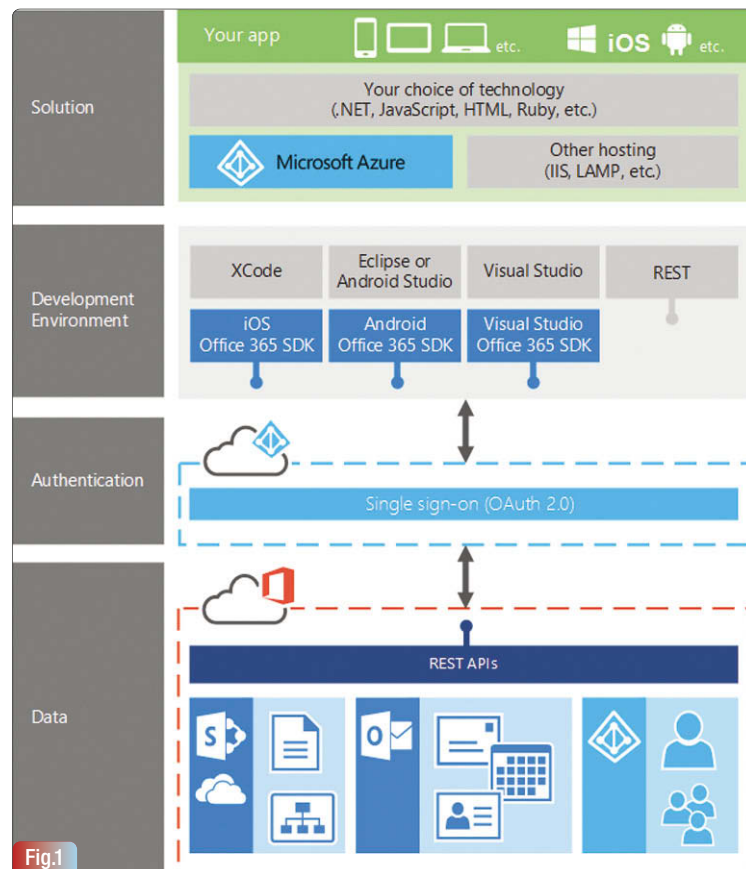 Your app
etc.
iOS
etc.
Solution
Your choice of technology
(.NET, JavaScript, HTML, Ruby, etc.)
Microsoft Azure
Other hosting
(IIS, LAMP, etc.)
Development
Environment
XCode
Eclipse or
Android Studio
Visual Studio
REST
iOS
Office 365 SDK
Android
Office 365 SDK
Visual Studio
Office 365 SDK
Authentication
Single sign-on (OAuth 2.0)
Data
REST APIs
S
O
Fig.1